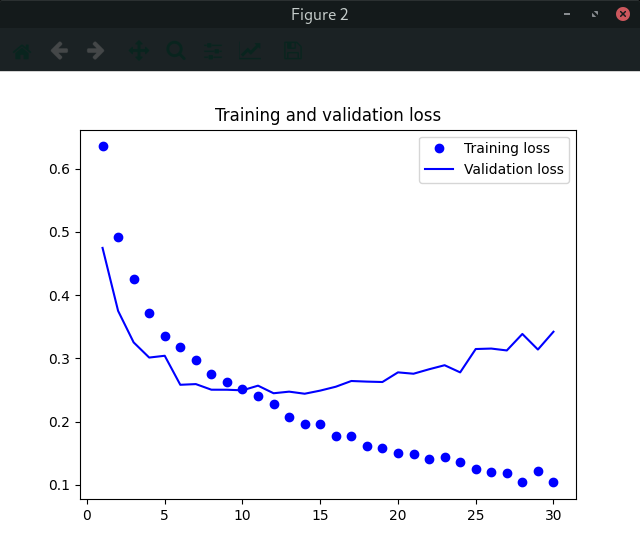 Figure 2
Training and validation loss
Training loss
Validation loss
0.6
0.5
0.4
0.3
0.2
0.1
0 5 10 15 20 25 30